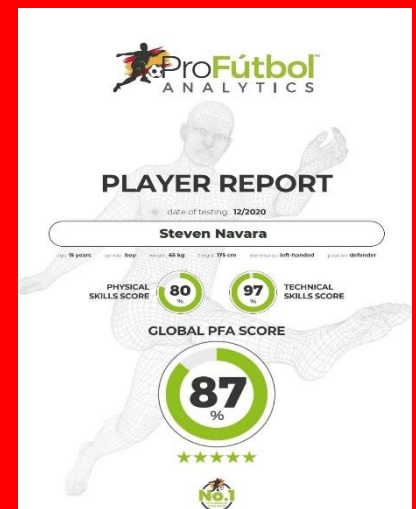 ProFútbol™
ANALYTICS
PLAYER REPORT
date of testing: 12/2020
Steven Navara
age: 15 years gender: boy weight: 65 kg height: 175 cm left-handed position: defender
PHYSICAL SKILLS SCORE
80
%
97
%
TECHNICAL SKILLS SCORE
GLOBAL PFA SCORE
87
%
No.1